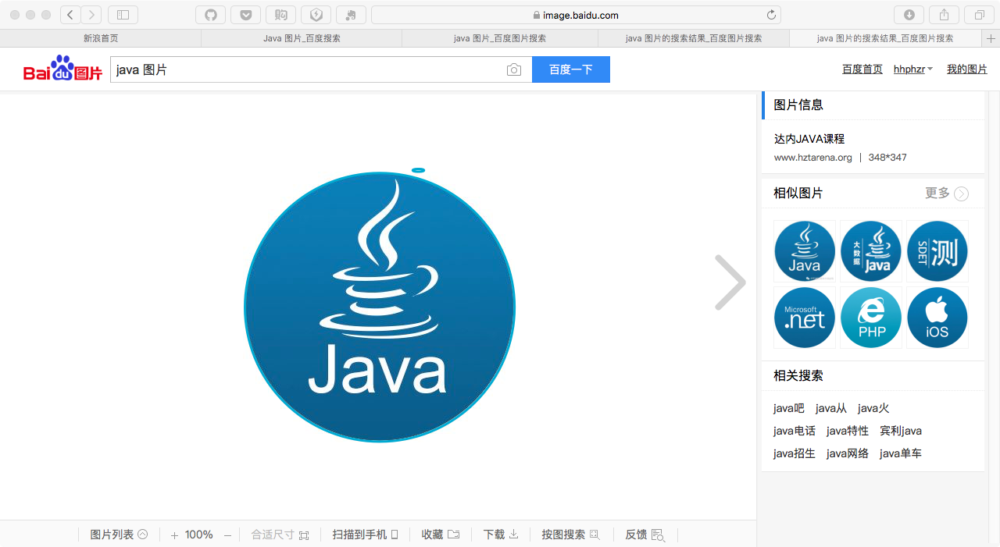 image.baidu.com
新浪首页
Java 图片_百度搜索
java 图片_百度图片搜索
java 图片的搜索结果_百度图片搜索
java 图片的搜索结果_百度图片搜索
Bai du 图片
java 图片
百度一下
百度首页
hhphzr
我的图片
Java
图片信息
达内JAVA课程
www.hztarena.org | 348*347
相似图片
更多
Java
大数据 java
SDET 测
Microsoft .net
PHP
iOS
相关搜索
java吧 java从 java火
java电话 java特性 宾利java
java招生 java网络 java单车
图片列表
+ 100% –
合适尺寸
扫描到手机
收藏
下载
按图搜索
反馈